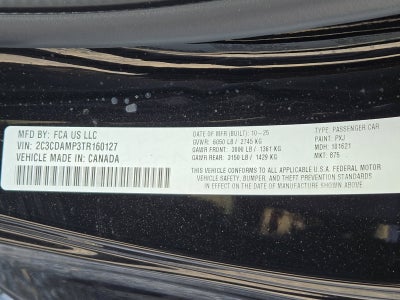 MFD BY: FCA US LLC
VIN: 2C3CDAMP3TR160127
VEHICLE MADE IN: CANADA
DATE OF MFR (BUILT): 10-25
GVWR: 6050 LB / 2745 KG
GAWR FRONT: 3000 LB / 1361 KG
GAWR REAR: 3150 LB / 1429 KG
TYPE: PASSENGER CAR
PAINT: PXJ
MDH: 101621
MKT: 875
THIS VEHICLE CONFORMS TO ALL APPLICABLE U.S.A. FEDERAL MOTOR
VEHICLE SAFETY, BUMPER, AND THEFT PREVENTION STANDARDS
IN EFFECT ON THE DATE OF MANUFACTURE SHOWN ABOVE.